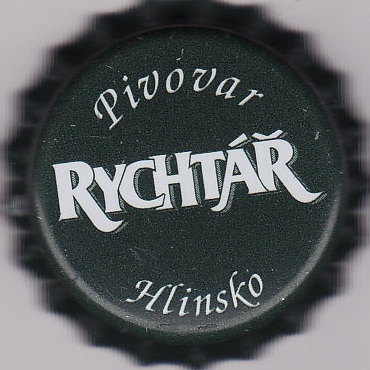 Pivovar
RYCHTÁŘ
Hlinsko